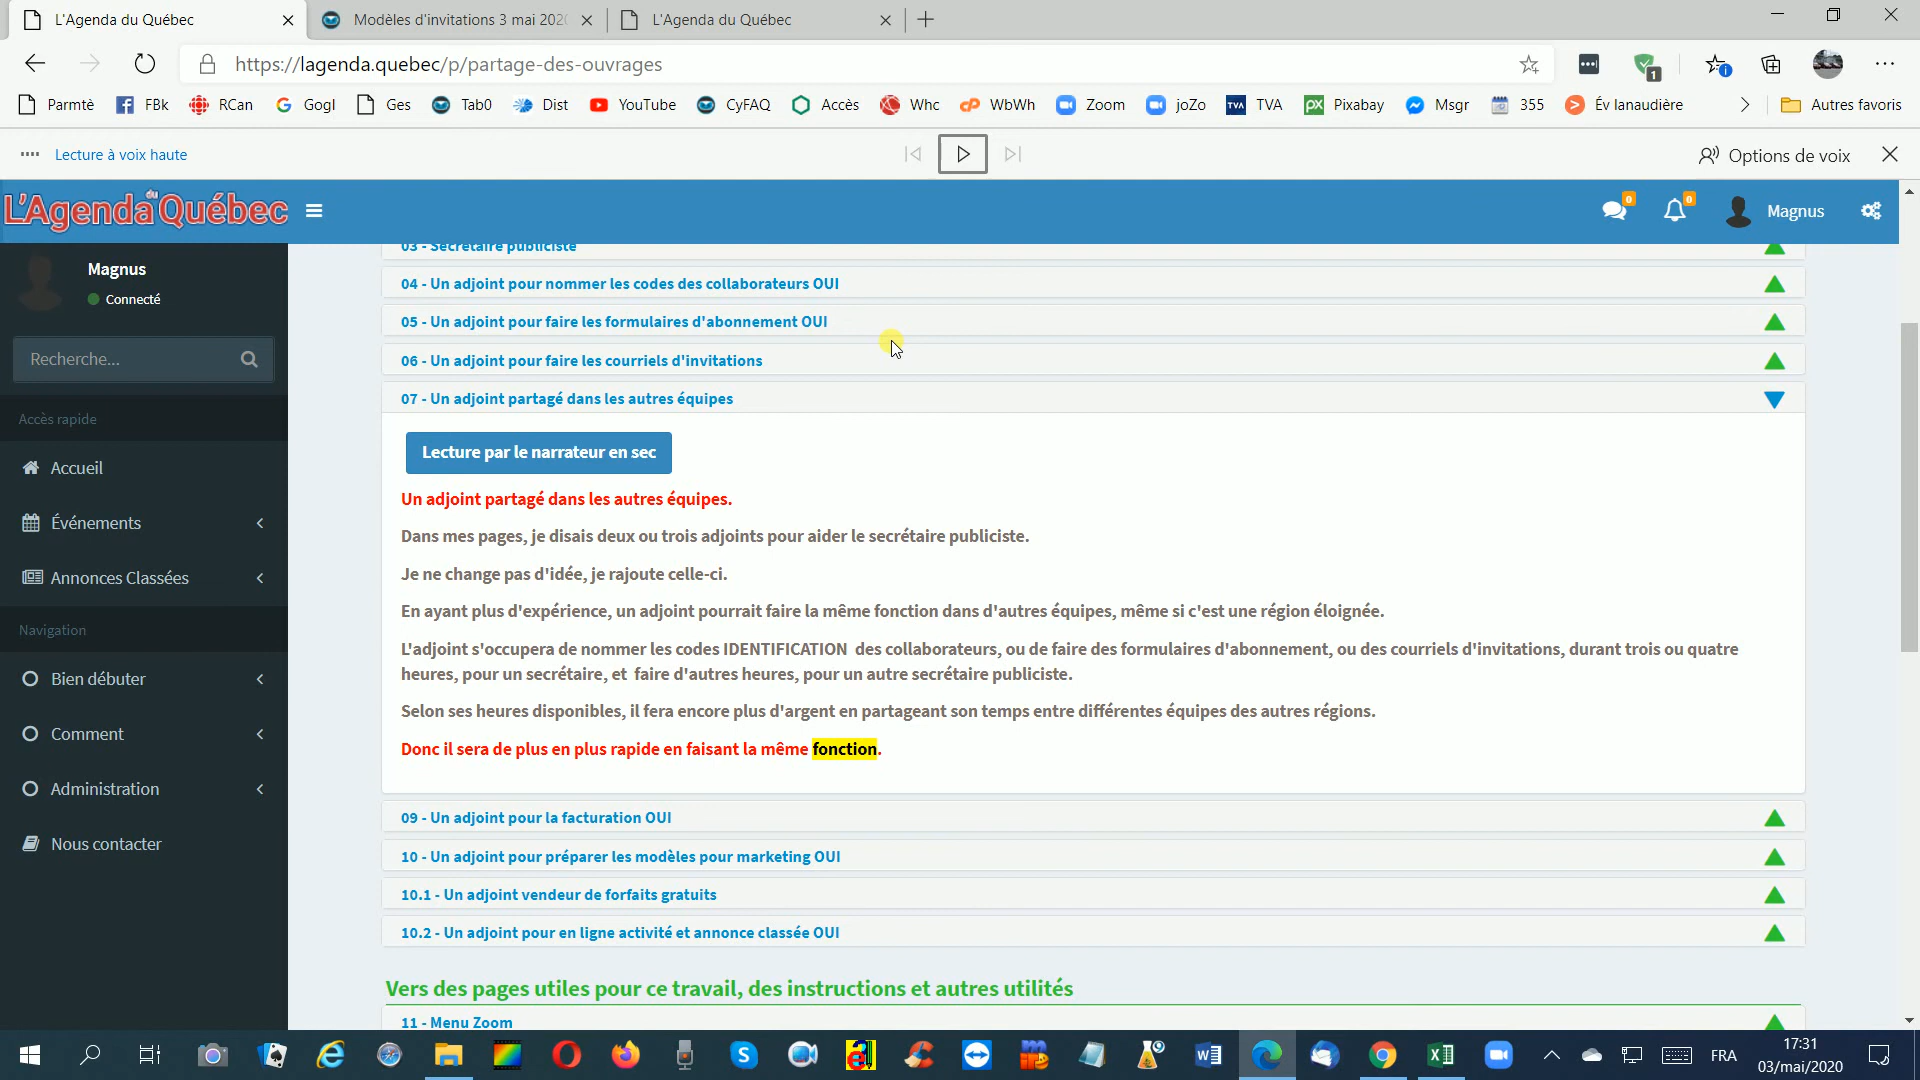 L'Agenda du Québec
Modèles d'invitations 3 mai 202
L'Agenda du Québec
https://lagenda.quebec/p/partage-des-ouvrages
1
Parmtè
FBk
RCan
Gogl
Ges
Tab0
Dist
YouTube
CyFAQ
Accès
Whc
WbWh
Zoom
joZo
TVA
TVA
Pixabay
Msgr
355
Év lanaudière
Autres favoris
Lecture à voix haute
Options de voix
L'Agenda du Québec
0
0
Magnus
Magnus
Connecté
Recherche...
Accès rapide
Accueil
Événements
Annonces Classées
Navigation
Bien débuter
Comment
Administration
Nous contacter
03 - Secrétaire publiciste
04 - Un adjoint pour nommer les codes des collaborateurs OUI
05 - Un adjoint pour faire les formulaires d'abonnement OUI
06 - Un adjoint pour faire les courriels d'invitations
07 - Un adjoint partagé dans les autres équipes
Lecture par le narrateur en sec
Un adjoint partagé dans les autres équipes.
Dans mes pages, je disais deux ou trois adjoints pour aider le secrétaire publiciste.
Je ne change pas d'idée, je rajoute celle-ci.
En ayant plus d'expérience, un adjoint pourrait faire la même fonction dans d'autres équipes, même si c'est une région éloignée.
L'adjoint s'occupera de nommer les codes IDENTIFICATION des collaborateurs, ou de faire des formulaires d'abonnement, ou des courriels d'invitations, durant trois ou quatre
heures, pour un secrétaire, et faire d'autres heures, pour un autre secrétaire publiciste.
Selon ses heures disponibles, il fera encore plus d'argent en partageant son temps entre différentes équipes des autres régions.
Donc il sera de plus en plus rapide en faisant la même fonction.
09 - Un adjoint pour la facturation OUI
10 - Un adjoint pour préparer les modèles pour marketing OUI
10.1 - Un adjoint vendeur de forfaits gratuits
10.2 - Un adjoint pour en ligne activité et annonce classée OUI
Vers des pages utiles pour ce travail, des instructions et autres utilités
11 - Menu Zoom
FRA
17:31
03/mai/2020